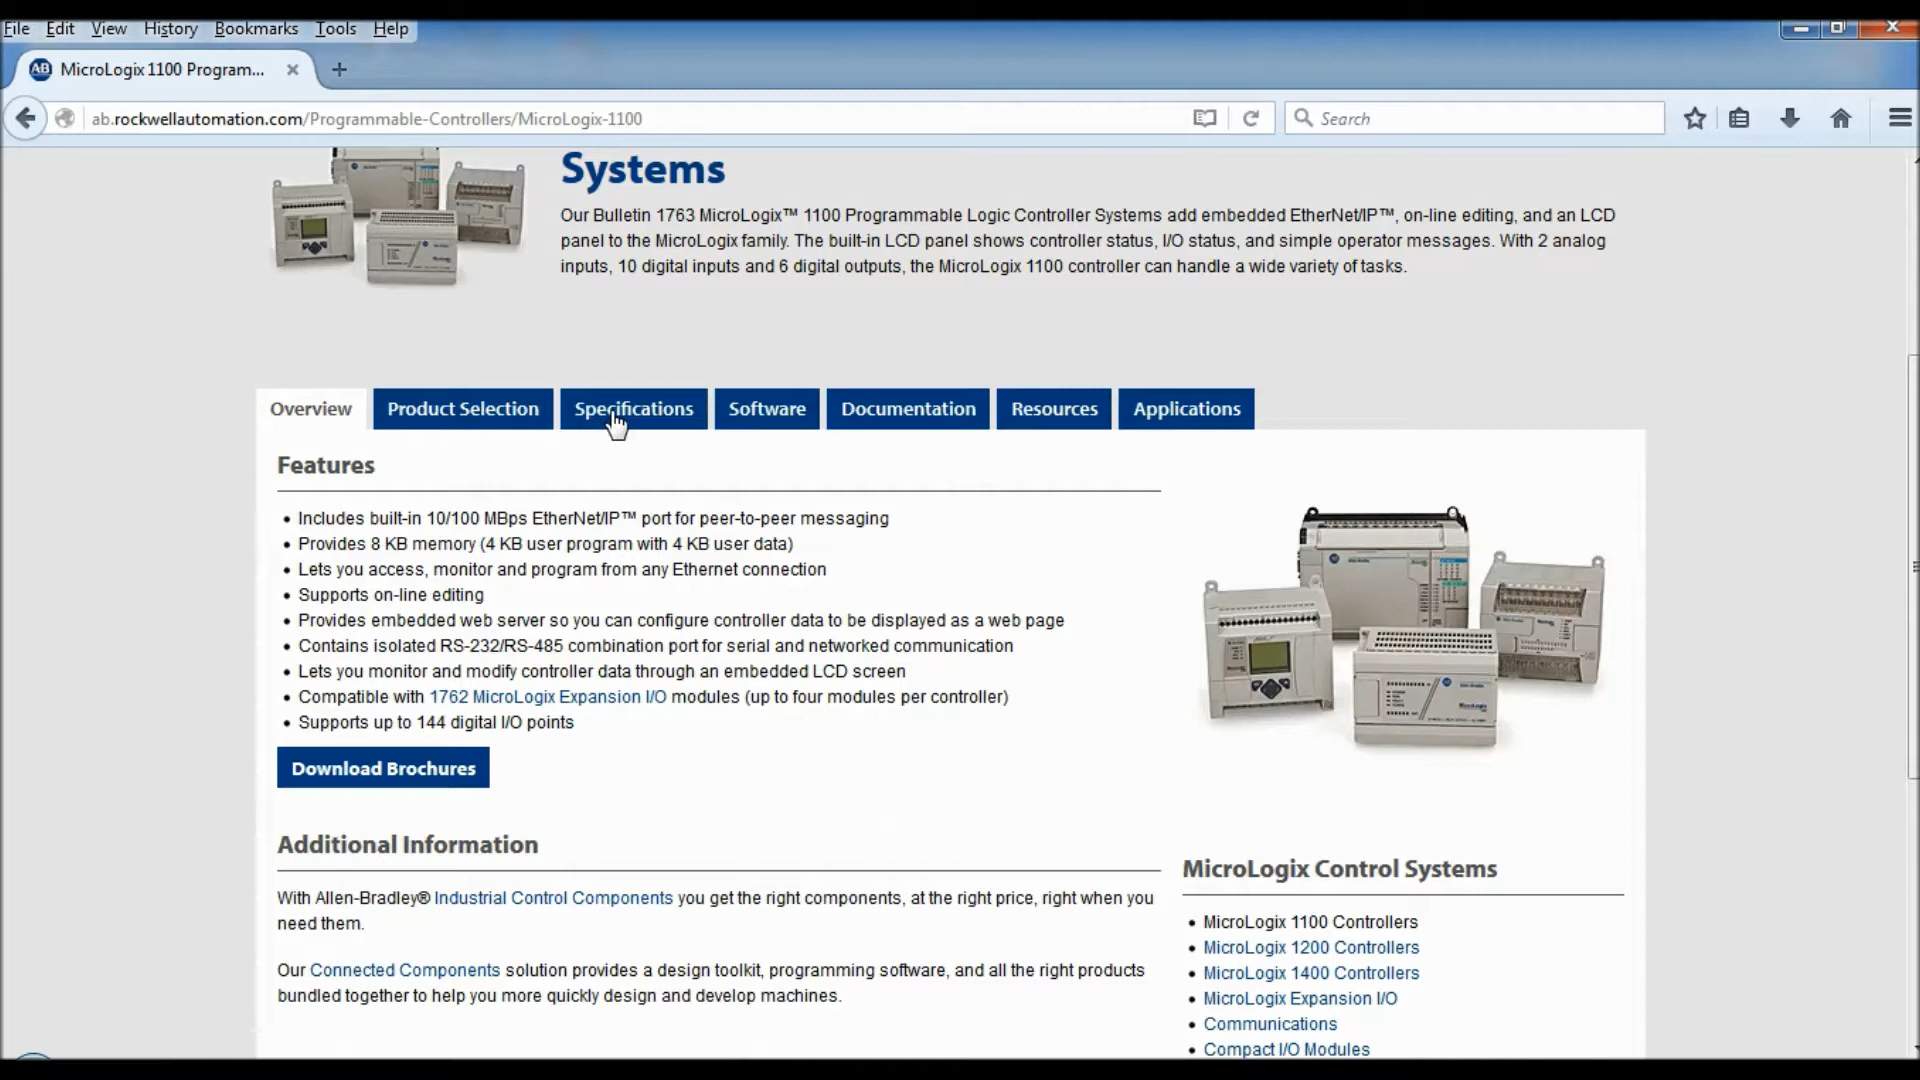 File Edit View History Bookmarks Tools Help
AB MicroLogix 1100 Program...
ab.rockwellautomation.com/Programmable-Controllers/MicroLogix-1100
Search
Systems
Our Bulletin 1763 MicroLogix™ 1100 Programmable Logic Controller Systems add embedded EtherNet/IP™, on-line editing, and an LCD
panel to the MicroLogix family. The built-in LCD panel shows controller status, I/O status, and simple operator messages. With 2 analog
inputs, 10 digital inputs and 6 digital outputs, the MicroLogix 1100 controller can handle a wide variety of tasks.
Overview Product Selection Specifications Software Documentation Resources Applications
Features
• Includes built-in 10/100 MBps EtherNet/IP™ port for peer-to-peer messaging
• Provides 8 KB memory (4 KB user program with 4 KB user data)
• Lets you access, monitor and program from any Ethernet connection
• Supports on-line editing
• Provides embedded web server so you can configure controller data to be displayed as a web page
• Contains isolated RS-232/RS-485 combination port for serial and networked communication
• Lets you monitor and modify controller data through an embedded LCD screen
• Compatible with 1762 MicroLogix Expansion I/O modules (up to four modules per controller)
• Supports up to 144 digital I/O points
Download Brochures
Additional Information
With Allen-Bradley® Industrial Control Components you get the right components, at the right price, right when you
need them.
Our Connected Components solution provides a design toolkit, programming software, and all the right products
bundled together to help you more quickly design and develop machines.
MicroLogix Control Systems
• MicroLogix 1100 Controllers
• MicroLogix 1200 Controllers
• MicroLogix 1400 Controllers
• MicroLogix Expansion I/O
• Communications
• Compact I/O Modules